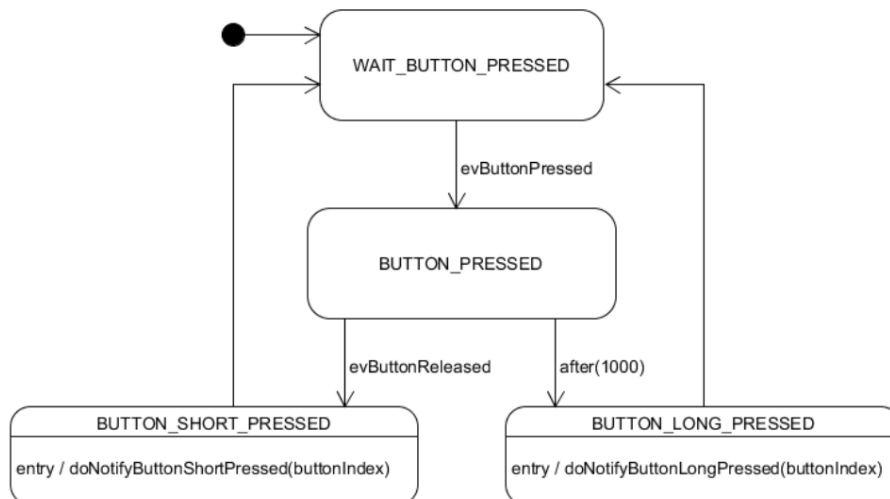 WAIT_BUTTON_PRESSED
evButtonPressed
BUTTON_PRESSED
evButtonReleased
after(1000)
BUTTON_SHORT_PRESSED
entry / doNotifyButtonShortPressed(buttonIndex)
BUTTON_LONG_PRESSED
entry / doNotifyButtonLongPressed(buttonIndex)